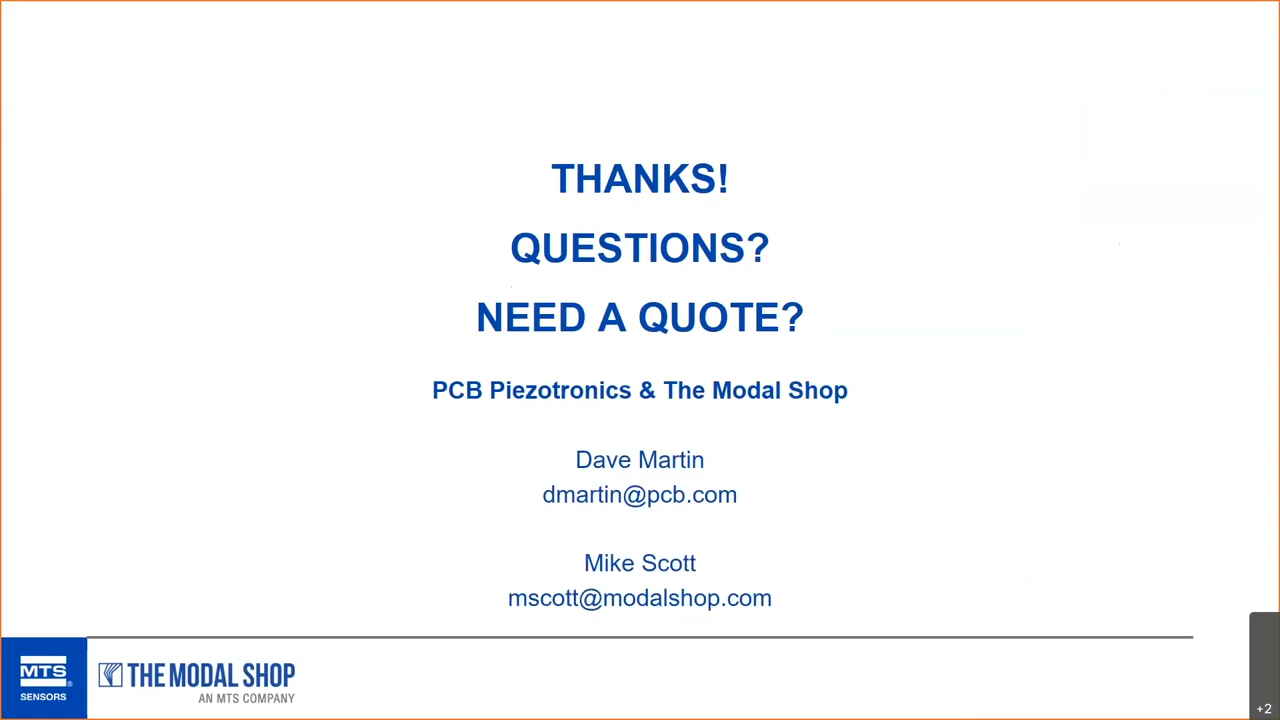 THANKS!
QUESTIONS?
NEED A QUOTE?
PCB Piezotronics & The Modal Shop
Dave Martin
dmartin@pcb.com
Mike Scott
mscott@modalshop.com
MTS®
SENSORS
THE MODAL SHOP
AN MTS COMPANY
+2